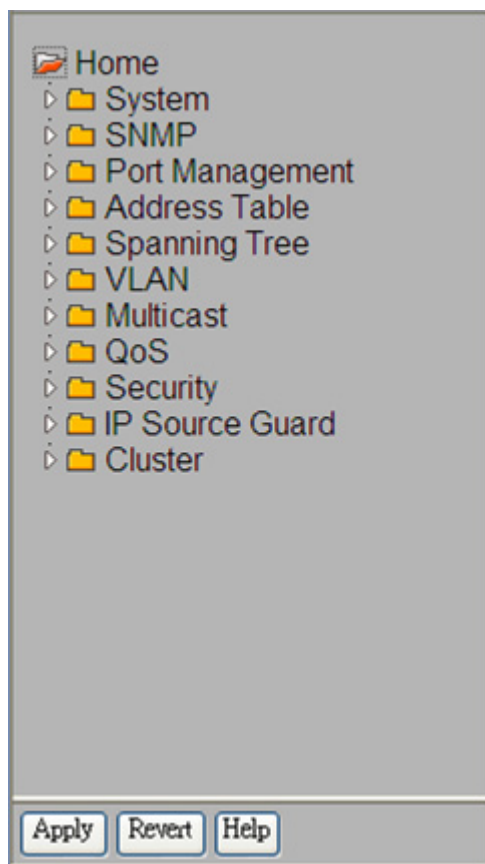 Home
System
SNMP
Port Management
Address Table
Spanning Tree
VLAN
Multicast
QoS
Security
IP Source Guard
Cluster
Apply Revert Help